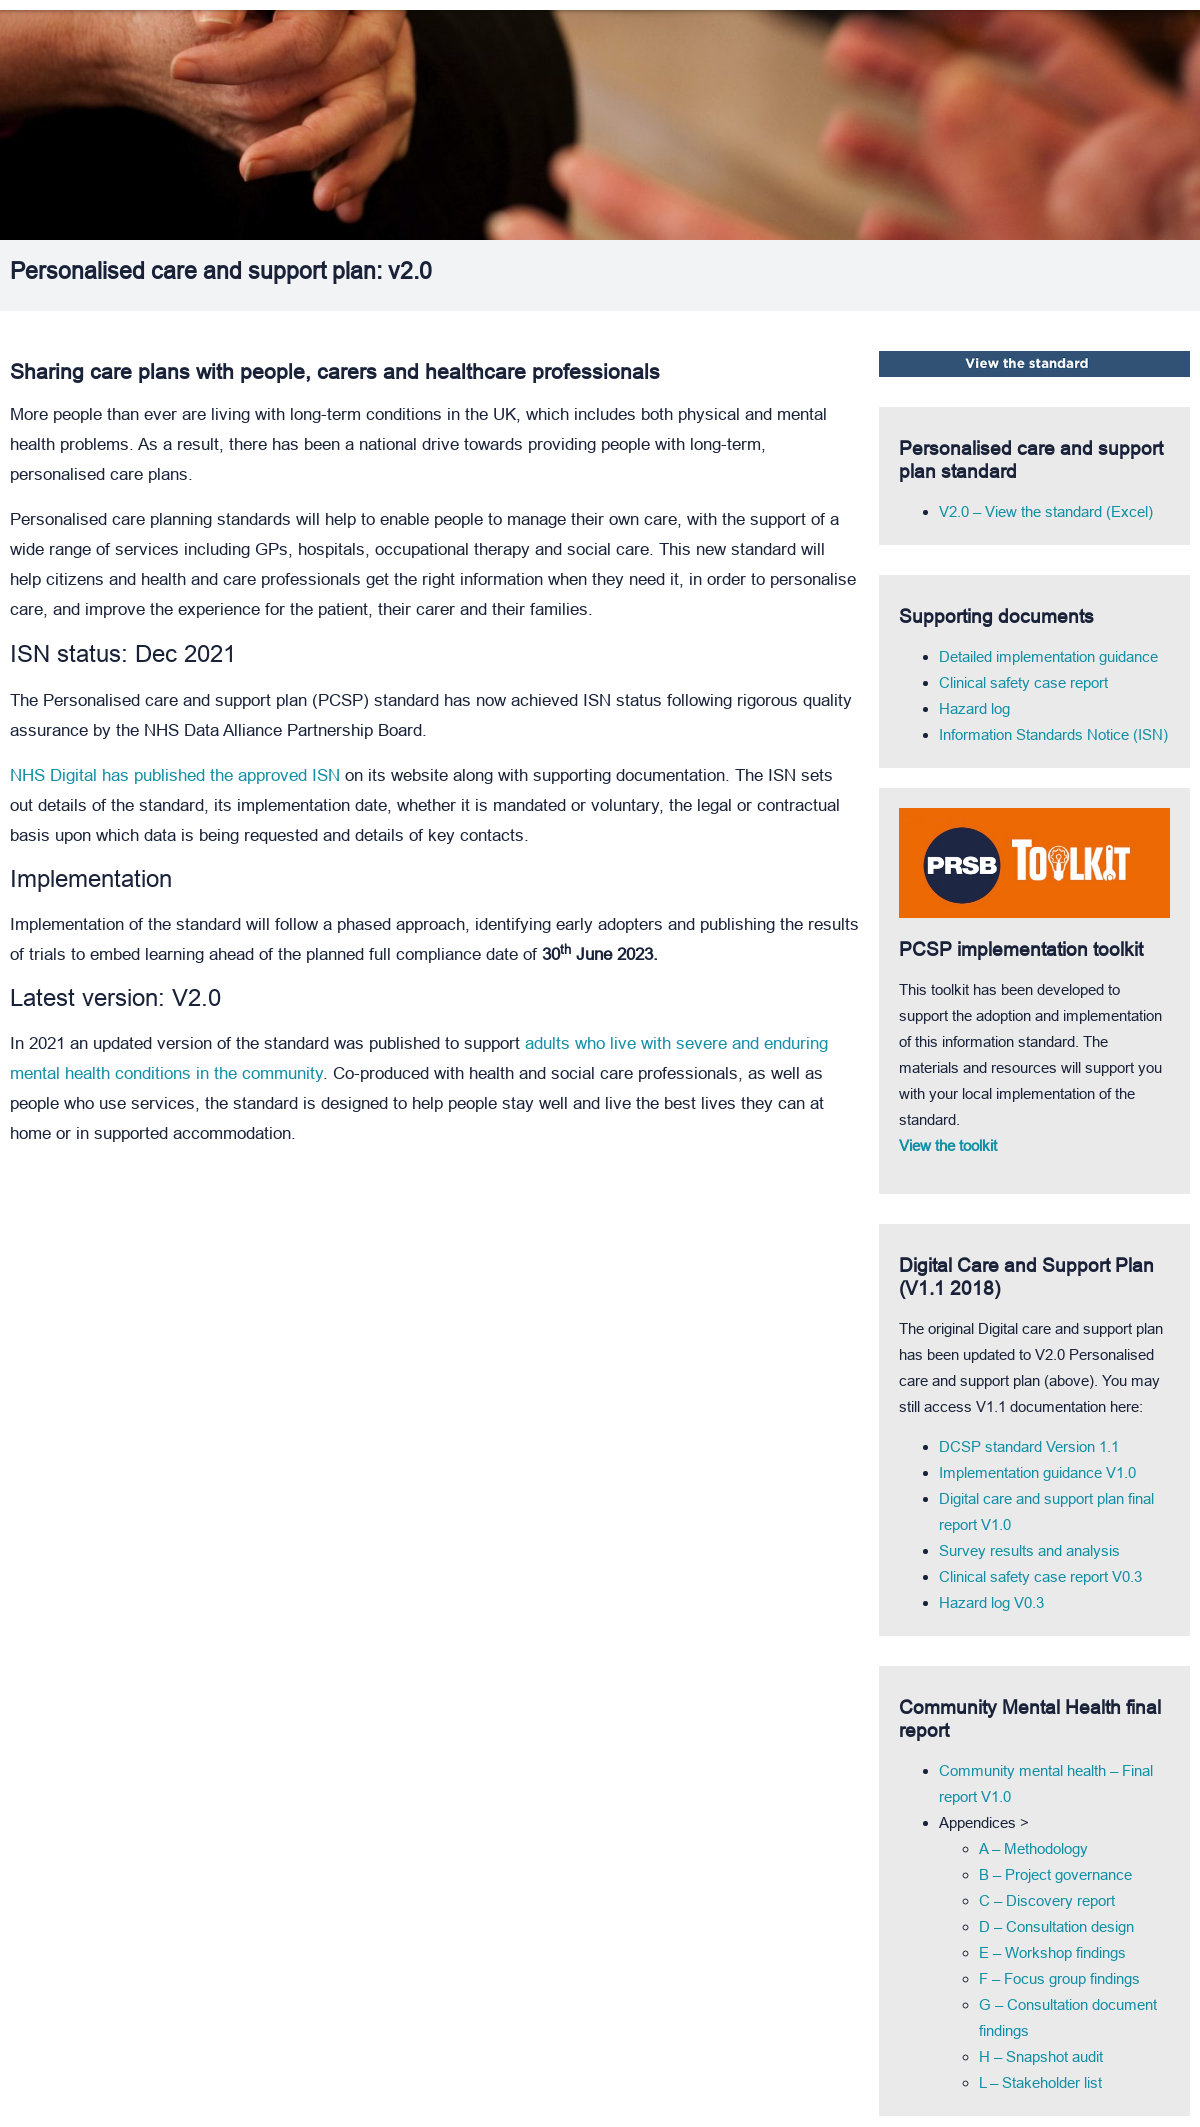 Personalised care and support plan: v2.0
Sharing care plans with people, carers and healthcare professionals
More people than ever are living with long-term conditions in the UK, which includes both physical and mental
health problems. As a result, there has been a national drive towards providing people with long-term,
personalised care plans.
Personalised care planning standards will help to enable people to manage their own care, with the support of a
wide range of services including GPs, hospitals, occupational therapy and social care. This new standard will
help citizens and health and care professionals get the right information when they need it, in order to personalise
care, and improve the experience for the patient, their carer and their families.
ISN status: Dec 2021
The Personalised care and support plan (PCSP) standard has now achieved ISN status following rigorous quality
assurance by the NHS Data Alliance Partnership Board.
NHS Digital has published the approved ISN on its website along with supporting documentation. The ISN sets
out details of the standard, its implementation date, whether it is mandated or voluntary, the legal or contractual
basis upon which data is being requested and details of key contacts.
Implementation
Implementation of the standard will follow a phased approach, identifying early adopters and publishing the results
of trials to embed learning ahead of the planned full compliance date of 30th June 2023.
Latest version: V2.0
In 2021 an updated version of the standard was published to support adults who live with severe and enduring
mental health conditions in the community. Co-produced with health and social care professionals, as well as
people who use services, the standard is designed to help people stay well and live the best lives they can at
home or in supported accommodation.
View the standard
Personalised care and support
plan standard
V2.0 – View the standard (Excel)
Supporting documents
Detailed implementation guidance
Clinical safety case report
Hazard log
Information Standards Notice (ISN)
PRSB TOOLKIT
PCSP implementation toolkit
This toolkit has been developed to
support the adoption and implementation
of this information standard. The
materials and resources will support you
with your local implementation of the
standard.
View the toolkit
Digital Care and Support Plan
(V1.1 2018)
The original Digital care and support plan
has been updated to V2.0 Personalised
care and support plan (above). You may
still access V1.1 documentation here:
DCSP standard Version 1.1
Implementation guidance V1.0
Digital care and support plan final
report V1.0
Survey results and analysis
Clinical safety case report V0.3
Hazard log V0.3
Community Mental Health final
report
Community mental health – Final
report V1.0
Appendices >
A – Methodology
B – Project governance
C – Discovery report
D – Consultation design
E – Workshop findings
F – Focus group findings
G – Consultation document
findings
H – Snapshot audit
L – Stakeholder list